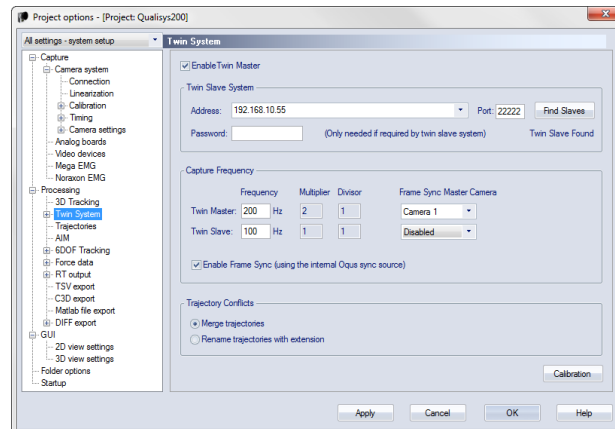 Project options - [Project: Qualisys200]
All settings - system setup
Twin System
Capture
Camera system
Connection
Linearization
Calibration
Timing
Camera settings
Analog boards
Video devices
Mega EMG
Noraxon EMG
Processing
3D Tracking
Twin System
Trajectories
AIM
6DOF Tracking
Force data
RT output
TSV export
C3D export
Matlab file export
DIFF export
GUI
2D view settings
3D view settings
Folder options
Startup
Enable Twin Master
Twin Slave System
Address: 192.168.10.55 Port: 22222 Find Slaves
Password: (Only needed if required by twin slave system) Twin Slave Found
Capture Frequency
Frequency Multiplier Divisor Frame Sync Master Camera
Twin Master: 200 Hz 2 1 Camera 1
Twin Slave: 100 Hz 1 1 Disabled
Enable Frame Sync (using the internal Oqus sync source)
Trajectory Conflicts
Merge trajectories
Rename trajectories with extension
Calibration
Apply Cancel OK Help